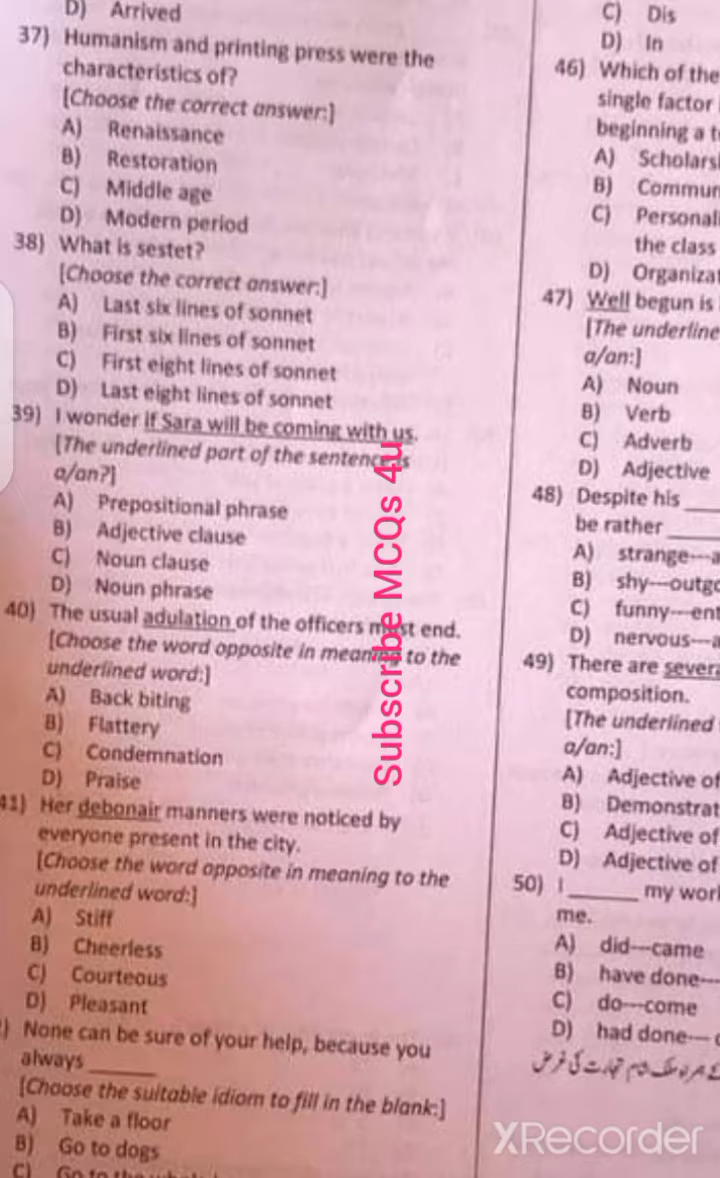 D) Arrived
37) Humanism and printing press were the
characteristics of?
[Choose the correct answer:]
A) Renaissance
B) Restoration
C) Middle age
D) Modern period
38) What is sestet?
[Choose the correct answer:]
A) Last six lines of sonnet
B) First six lines of sonnet
C) First eight lines of sonnet
D) Last eight lines of sonnet
39) I wonder if Sara will be coming with us.
[The underlined part of the sentence is
a/an?]
A) Prepositional phrase
B) Adjective clause
C) Noun clause
D) Noun phrase
40) The usual adulation of the officers must end.
[Choose the word opposite in meaning to the
underlined word:]
A) Back biting
B) Flattery
C) Condemnation
D) Praise
41) Her debonair manners were noticed by
everyone present in the city.
[Choose the word opposite in meaning to the
underlined word:]
A) Stiff
B) Cheerless
C) Courteous
D) Pleasant
) None can be sure of your help, because you
always ______
[Choose the suitable idiom to fill in the blank:]
A) Take a floor
B) Go to dogs
C) Go to the
C) Dis
D) In
46) Which of the
single factor
beginning a
A) Scholars
B) Commun
C) Personal
the class
D) Organiza
47) Well begun is
[The underline
a/an:]
A) Noun
B) Verb
C) Adverb
D) Adjective
48) Despite his ____
be rather ____
A) strange---a
B) shy---outgo
C) funny---ent
D) nervous---a
49) There are severa
composition.
[The underlined
a/an:]
A) Adjective of
B) Demonstrat
C) Adjective of
D) Adjective of
50) I ______ my worl
me.
A) did---came
B) have done---
C) do---come
D) had done---
Subscribe MCQs 4u
XRecorder